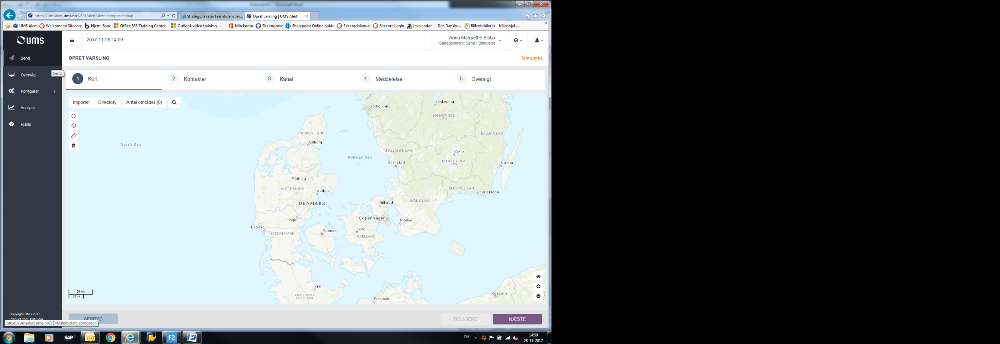 https://umsalert.ums.no/v2/#/alert/alert-composer/map
Strategiplakater Fremtidens Jer...
Opret varsling | UMS Alert
UMS Alert
Welcome to Sitecore
Hjem Bane
Office 365 Training Center...
Outlook video training - ...
Min konto
Siteimprove
Sharepoint Online guide
SitecoreManual
Sitecore Login
leverandør — Den Danske...
Billedbibliotek - billedhjul ...
ums
2017-11-28 14:59
Anna Margrethe Elsbo
Banedanmark: Send - Simuleret
Send
OPRET VARSLING
Simuleret
Overvåg
Send
1 Kort
2 Kontakter
3 Kanal
4 Meddelelse
5 Oversigt
Konfigurer
Analyse
Hjælp
Importer
Directory
Antal områder (0)
Gota
Gothenburg
Jonkoping
JÖNKÖPINGS
LÄN
NORDJYLLAND
KALMAR LÄN
Aalborg
North Sea
HALLANDS LÄN
Vaxjo
Kattegat Sea
KRONOBERGS
LÄN
Halmstad
Kalmar
Viborg
MIDTJYLLAND
BLEKINGE LÄN
Aarhus
Karlskrona
SKÅNE LÄN
DENMARK
Hillerod
Copenhagen
Malmo
Vejle
Esbjerg
SYDDANMARK
Odense
Soro
SJÆLLAND
Kiel
SCHLESWIG-
HOLSTEIN
Rostock
Koszalin
50 km
20 mi
Copyright UMS 2017
Product from: UMS AS
https://umsalert.ums.no/v2/#/alert/alert-composer
AFBRYD
TIDLIGERE
NÆSTE
SAP
F2
DA
14:59
28-11-2017